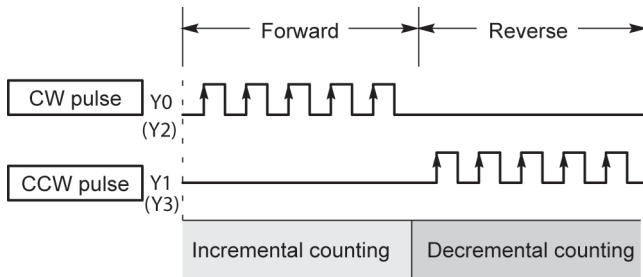 Forward Reverse
CW pulse Y0
(Y2)
CCW pulse Y1
(Y3)
Incremental counting Decremental counting